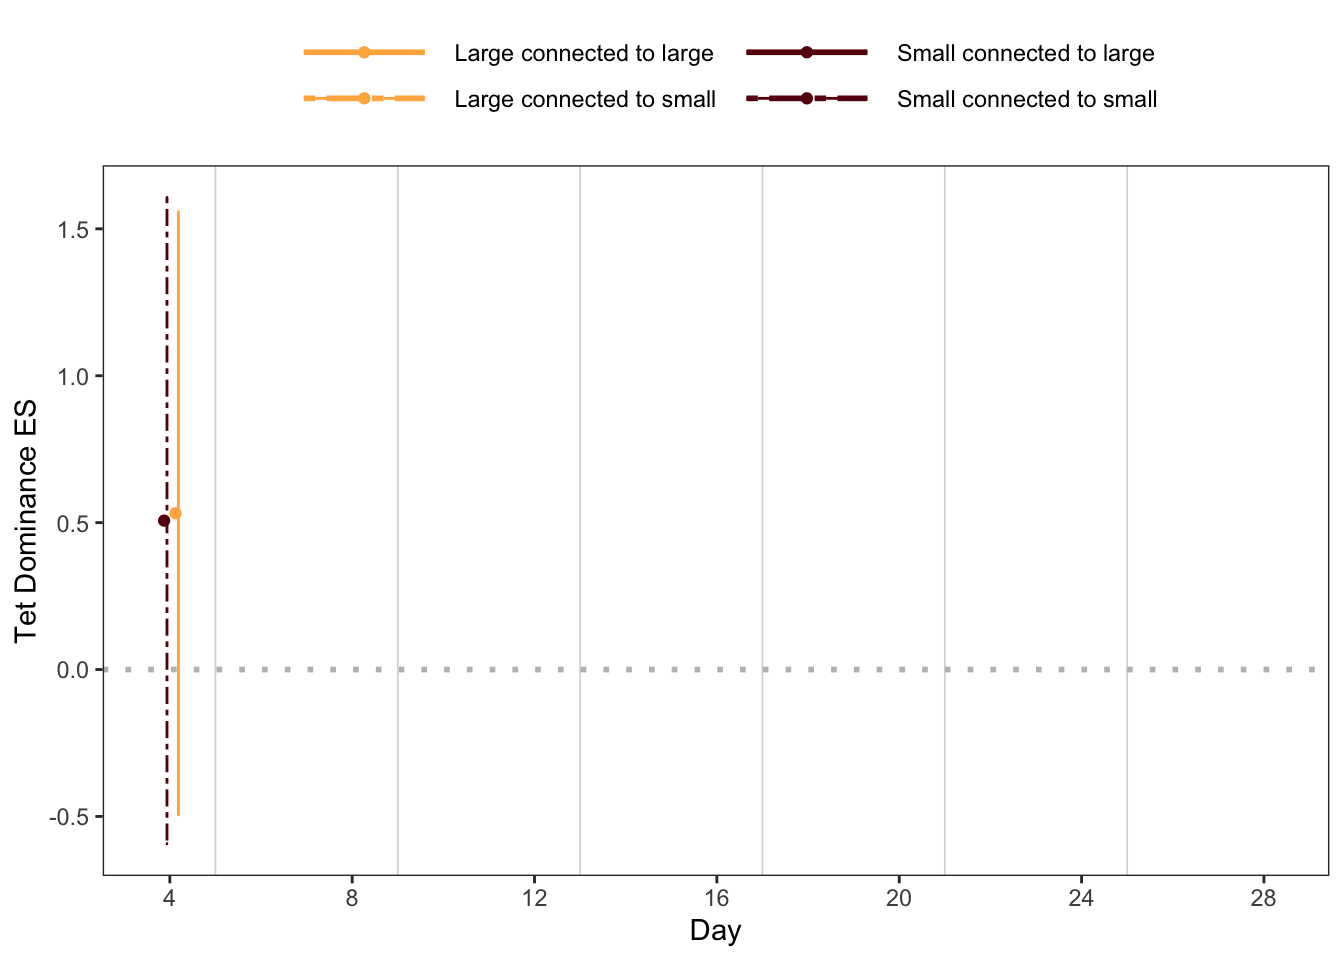 Large connected to large
Small connected to large
Large connected to small
Small connected to small
Tet Dominance ES
1.5
1.0
0.5
0.0
-0.5
4 8 12 16 20 24 28
Day